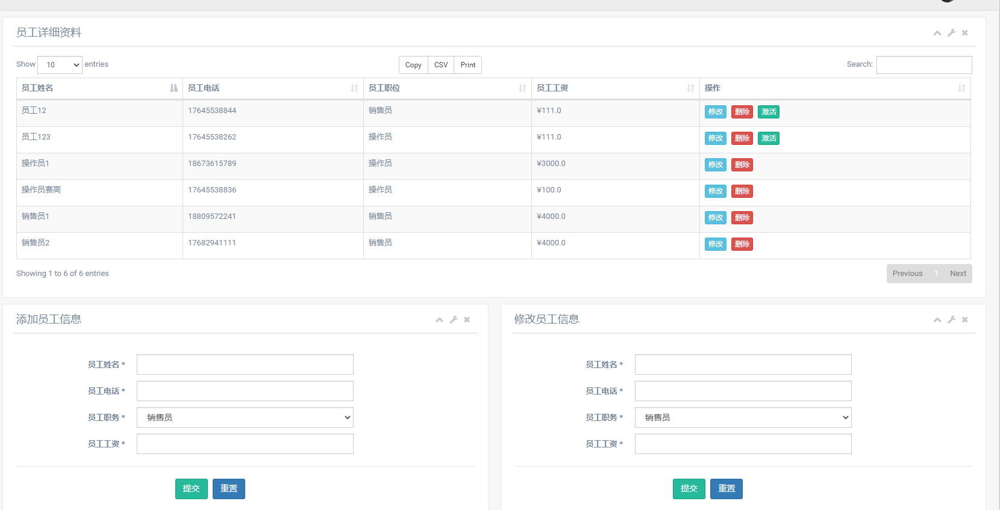 员工详细资料
Show 10 entries Copy CSV Print Search:
员工姓名 员工电话 员工职位 员工工资 操作
员工12 17645538844 销售员 ¥111.0 修改 删除 激活
员工123 17645538262 操作员 ¥111.0 修改 删除 激活
操作员1 18673615789 操作员 ¥3000.0 修改 删除
操作员赛高 17645538836 操作员 ¥100.0 修改 删除
销售员1 18809572241 销售员 ¥4000.0 修改 删除
销售员2 17682941111 销售员 ¥4000.0 修改 删除
Showing 1 to 6 of 6 entries Previous 1 Next
添加员工信息
员工姓名 *
员工电话 *
员工职务 * 销售员
员工工资 *
提交 重置
修改员工信息
员工姓名 *
员工电话 *
员工职务 * 销售员
员工工资 *
提交 重置